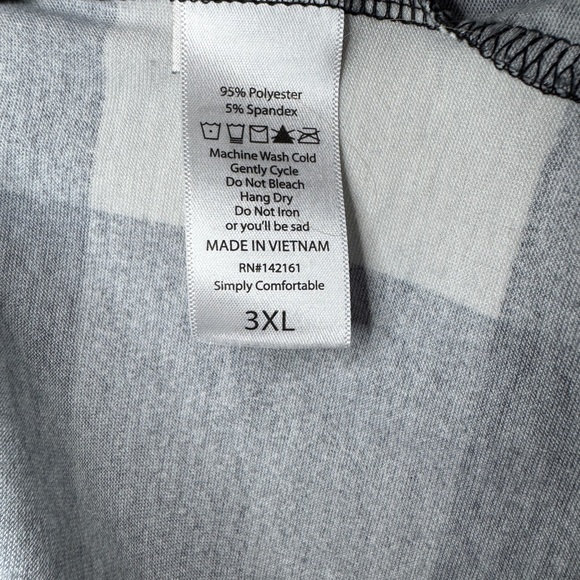 95% Polyester
5% Spandex
Machine Wash Cold
Gently Cycle
Do Not Bleach
Hang Dry
Do Not Iron
or you'll be sad
MADE IN VIETNAM
RN#142161
Simply Comfortable
3XL